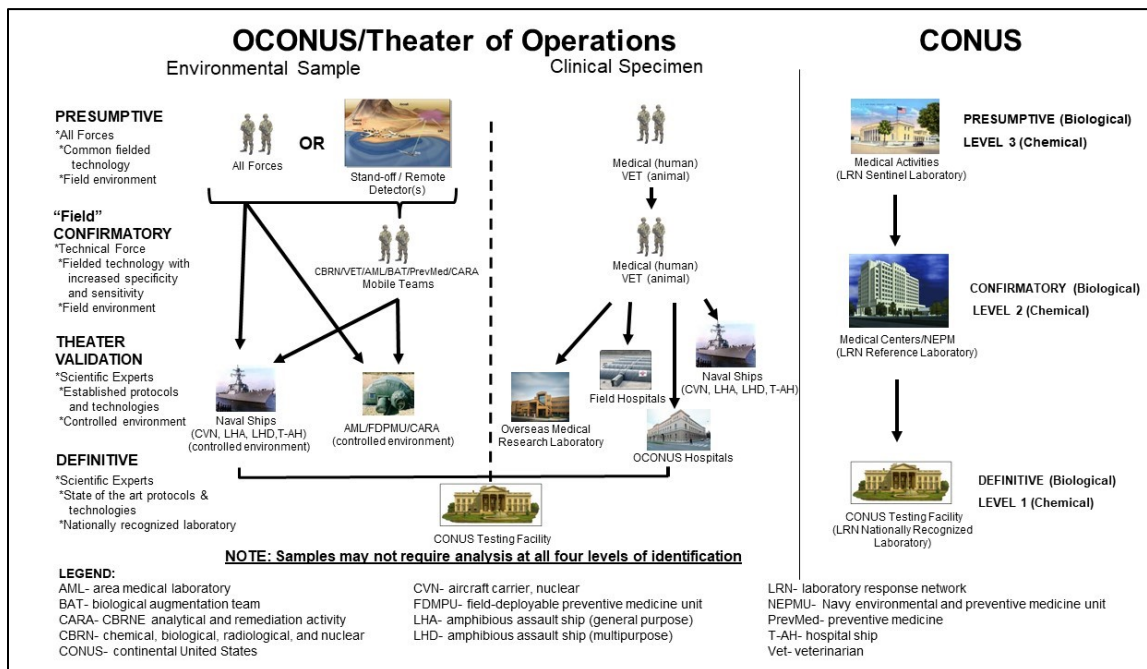 OCONUS/Theater of Operations
CONUS
Environmental Sample
Clinical Specimen
PRESUMPTIVE
*All Forces
*Common fielded
technology
*Field environment
All Forces
OR
Stand-off / Remote
Detector(s)
Medical (human)
VET (animal)
"Field"
CONFIRMATORY
*Technical Force
*Fielded technology with
increased specificity
and sensitivity
*Field environment
CBRN/VET/AML/BAT/PrevMed/CARA
Mobile Teams
Medical (human)
VET (animal)
THEATER
VALIDATION
*Scientific Experts
*Established protocols
and technologies
*Controlled environment
Naval Ships
(CVN, LHA, LHD,T-AH)
(controlled environment)
AML/FDPMU/CARA
(controlled environment)
Overseas Medical
Research Laboratory
Field Hospitals
OCONUS Hospitals
Naval Ships
(CVN, LHA, LHD, T-AH)
DEFINITIVE
*Scientific Experts
*State of the art protocols &
technologies
*Nationally recognized laboratory
CONUS Testing Facility
PRESUMPTIVE (Biological)
LEVEL 3 (Chemical)
Medical Activities
(LRN Sentinel Laboratory)
CONFIRMATORY (Biological)
LEVEL 2 (Chemical)
Medical Centers/NEPM
(LRN Reference Laboratory)
DEFINITIVE (Biological)
LEVEL 1 (Chemical)
CONUS Testing Facility
(LRN Nationally Recognized
Laboratory)
NOTE: Samples may not require analysis at all four levels of identification
LEGEND:
AML- area medical laboratory
BAT- biological augmentation team
CARA- CBRNE analytical and remediation activity
CBRN- chemical, biological, radiological, and nuclear
CONUS- continental United States
CVN- aircraft carrier, nuclear
FDMPU- field-deployable preventive medicine unit
LHA- amphibious assault ship (general purpose)
LHD- amphibious assault ship (multipurpose)
LRN- laboratory response network
NEPMU- Navy environmental and preventive medicine unit
PrevMed- preventive medicine
T-AH- hospital ship
Vet- veterinarian